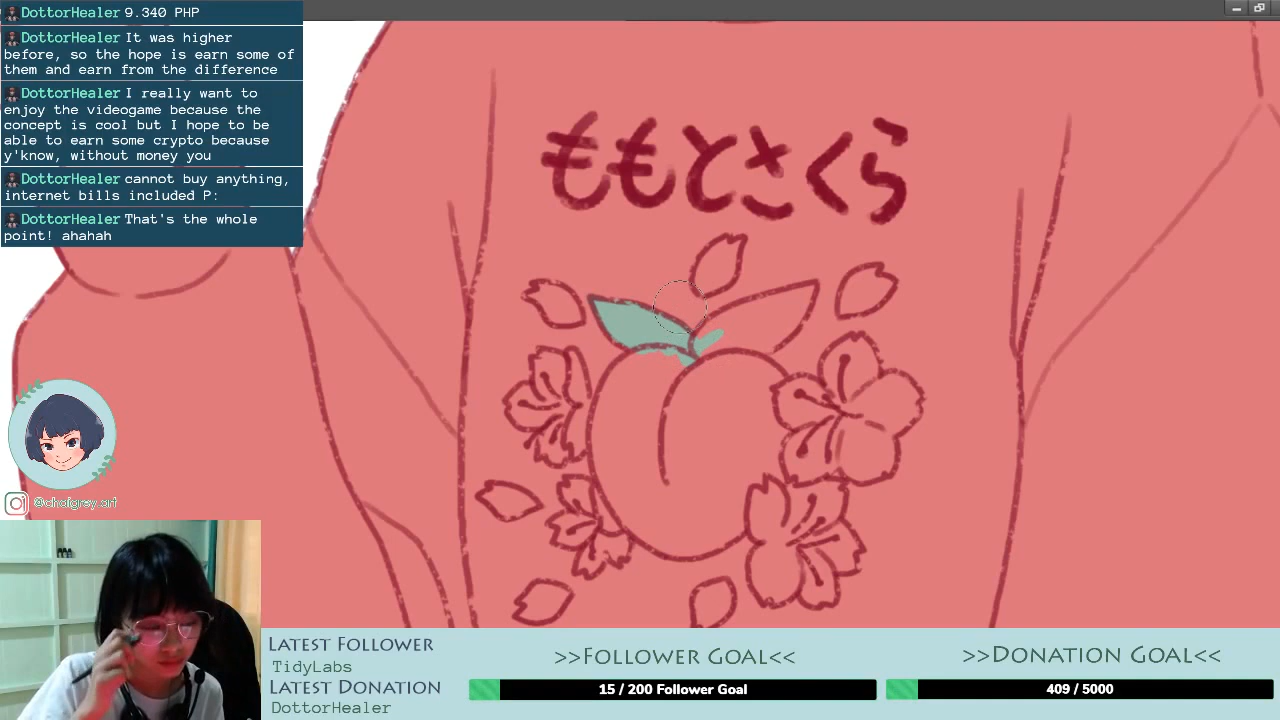 DottorHealer 9.340 PHP
DottorHealer It was higher
before, so the hope is earn some of
them and earn from the difference
DottorHealer I really want to
enjoy the videogame because the
concept is cool but I hope to be
able to earn some crypto because
y'know, without money you
DottorHealer cannot buy anything,
internet bills included P:
DottorHealer That's the whole
point! ahahah
ももとさくら
@chaigrey.art
LATEST FOLLOWER
TidyLabs
LATEST DONATION
DottorHealer
>>FOLLOWER GOAL<<
15 / 200 Follower Goal
>>DONATION GOAL<<
409 / 5000